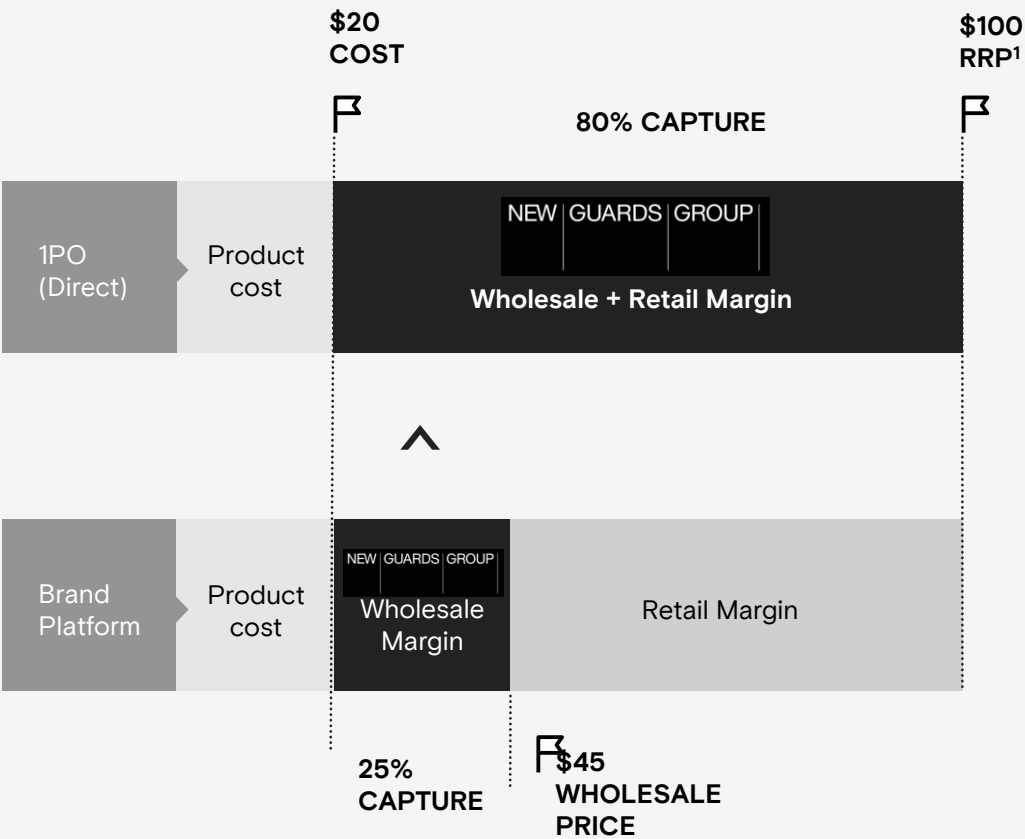 $20
COST
$100
RRP¹
80% CAPTURE
1PO
(Direct)
Product
cost
NEW GUARDS GROUP
Wholesale + Retail Margin
Brand
Platform
Product
cost
NEW GUARDS GROUP
Wholesale
Margin
Retail Margin
25%
CAPTURE
$45
WHOLESALE
PRICE